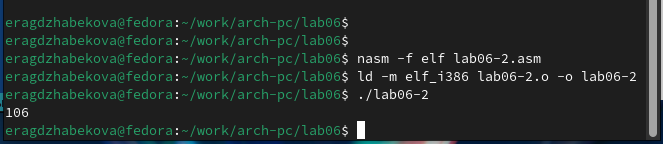 eragdzhabekova@fedora:~/work/arch-pc/lab06$
eragdzhabekova@fedora:~/work/arch-pc/lab06$
eragdzhabekova@fedora:~/work/arch-pc/lab06$ nasm -f elf lab06-2.asm
eragdzhabekova@fedora:~/work/arch-pc/lab06$ ld -m elf_i386 lab06-2.o -o lab06-2
eragdzhabekova@fedora:~/work/arch-pc/lab06$ ./lab06-2
106
eragdzhabekova@fedora:~/work/arch-pc/lab06$